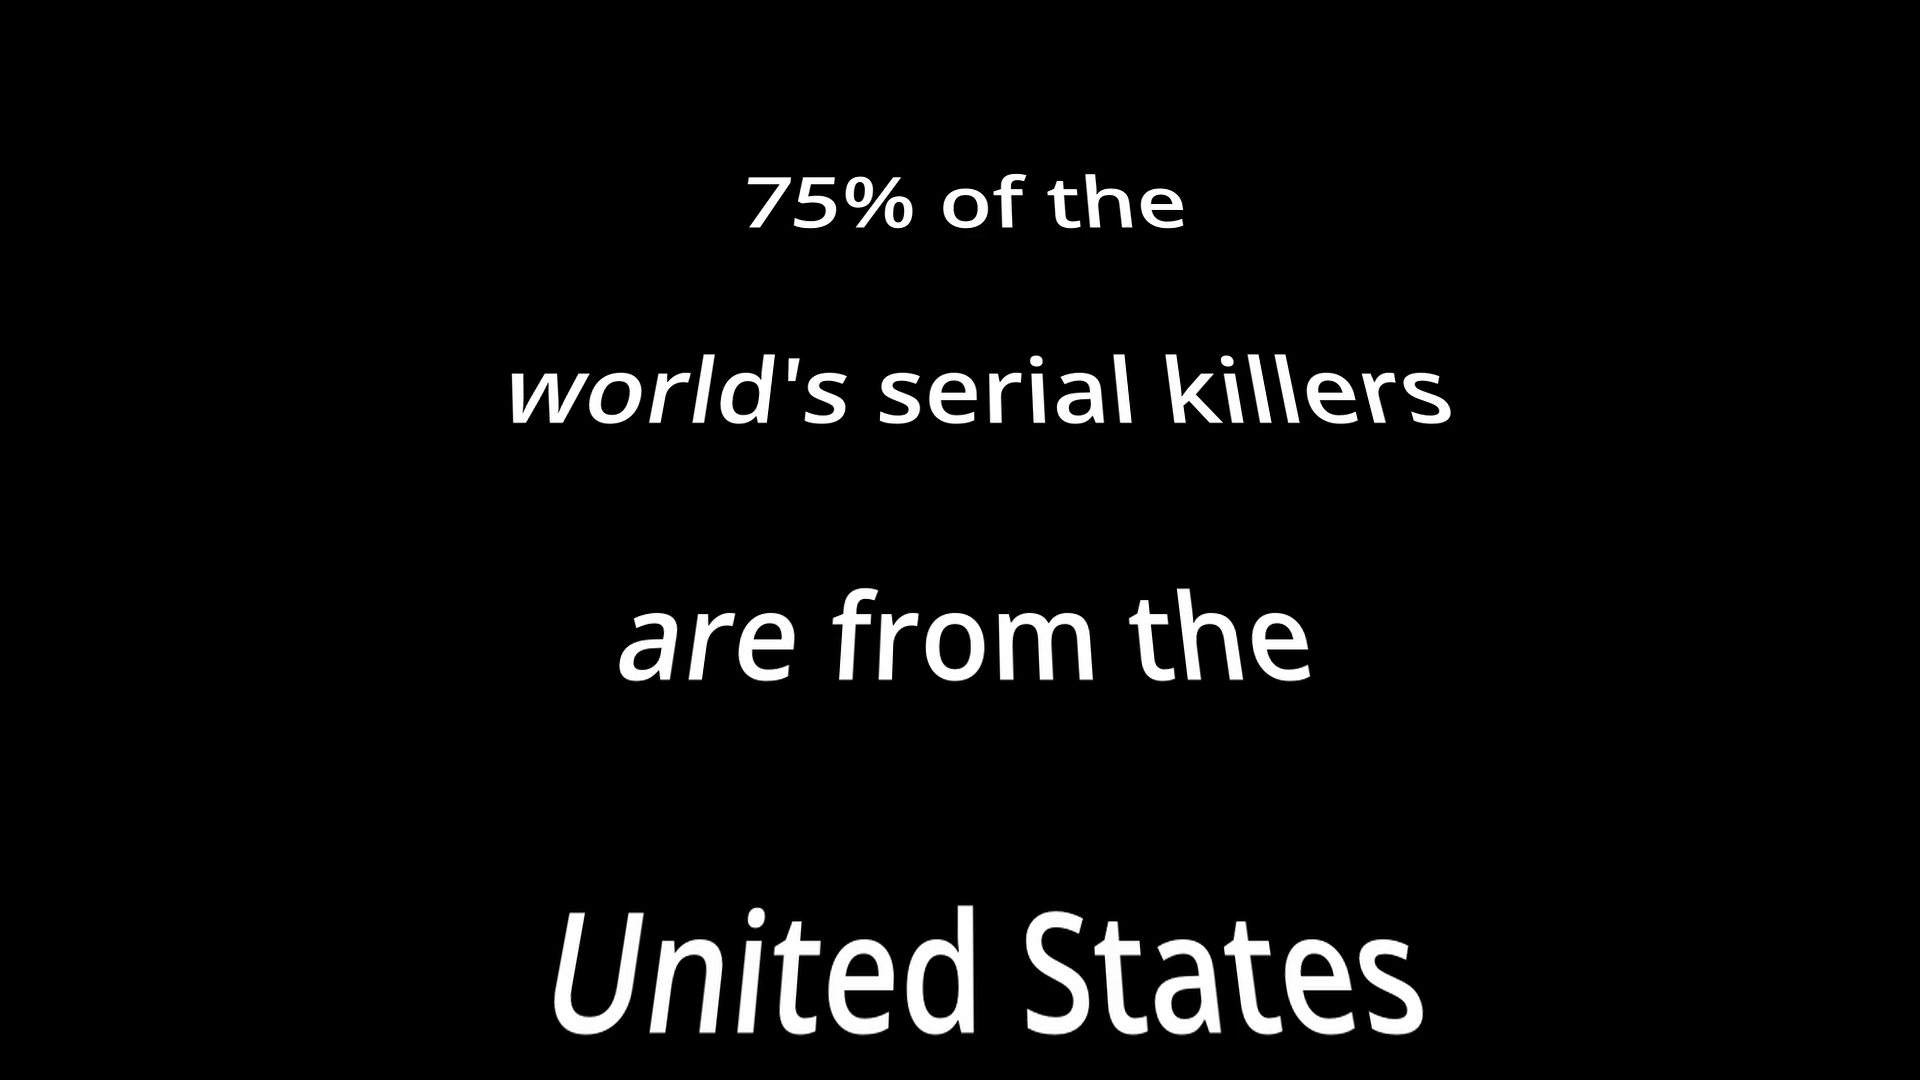 75% of the
world's serial killers
are from the
United States